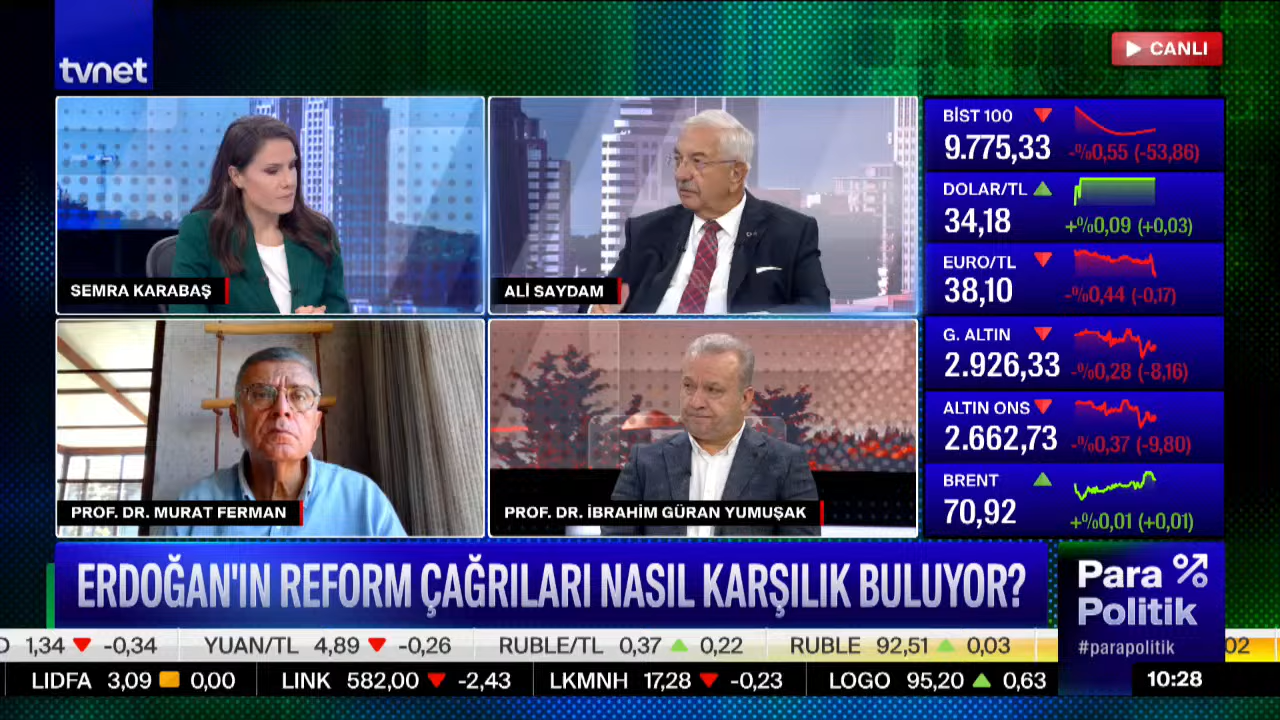 tvnet
CANLI
SEMRA KARABAŞ
ALİ SAYDAM
PROF. DR. MURAT FERMAN
PROF. DR. İBRAHİM GÜRAN YUMUŞAK
BİST 100
9.775,33 -%0,55 (-53,86)
DOLAR/TL
34,18 +%0,09 (+0,03)
EURO/TL
38,10 -%0,44 (-0,17)
G. ALTIN
2.926,33 -%0,28 (-8,16)
ALTIN ONS
2.662,73 -%0,37 (-9,80)
BRENT
70,92 +%0,01 (+0,01)
ERDOĞAN'IN REFORM ÇAĞRILARI NASIL KARŞILIK BULUYOR?
Para %
Politik
#parapolitik
1,34 -0,34 YUAN/TL 4,89 -0,26 RUBLE/TL 0,37 0,22 RUBLE 92,51 0,03 02
LIDFA 3,09 0,00 LINK 582,00 -2,43 LKMNH 17,28 -0,23 LOGO 95,20 0,63 10:28